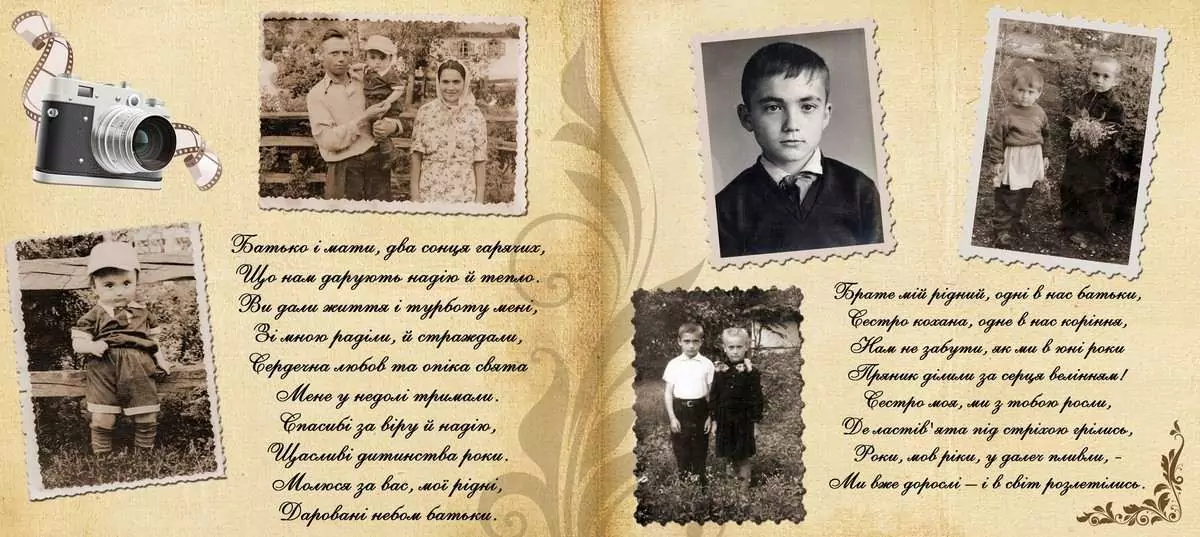 Батько і мати, два сонця гарячих,
Що нам дарують надію й тепло.
Ви дали життя і турботу мені,
Зі мною раділи, й страждали,
Сердечна любов та опіка свята
Мене у недолі тримали.
Спасибі за віру й надію,
Щасливі дитинства роки.
Молюся за вас, мої рідні,
Даровані небом батьки.
Брате мій рідний, одні в нас батьки,
Сестро кохана, одне в нас коріння,
Нам не забути, як ми в юні роки
Пряник ділили за серця велінням!
Сестро моя, ми з тобою росли,
Де ластів'ята під стріхою грілись,
Роки, мов ріки, у далеч пливли, -
Ми вже дорослі – і в світ розлетілись.